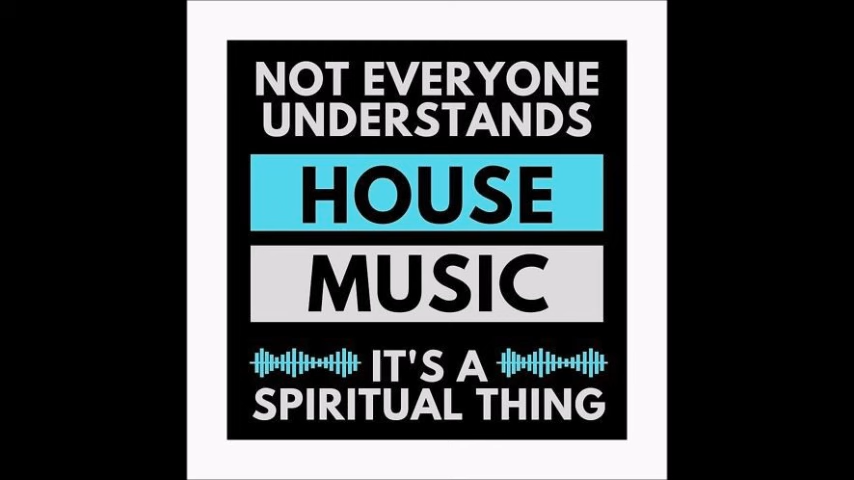 NOT EVERYONE
UNDERSTANDS
HOUSE
MUSIC
IT'S A
SPIRITUAL THING